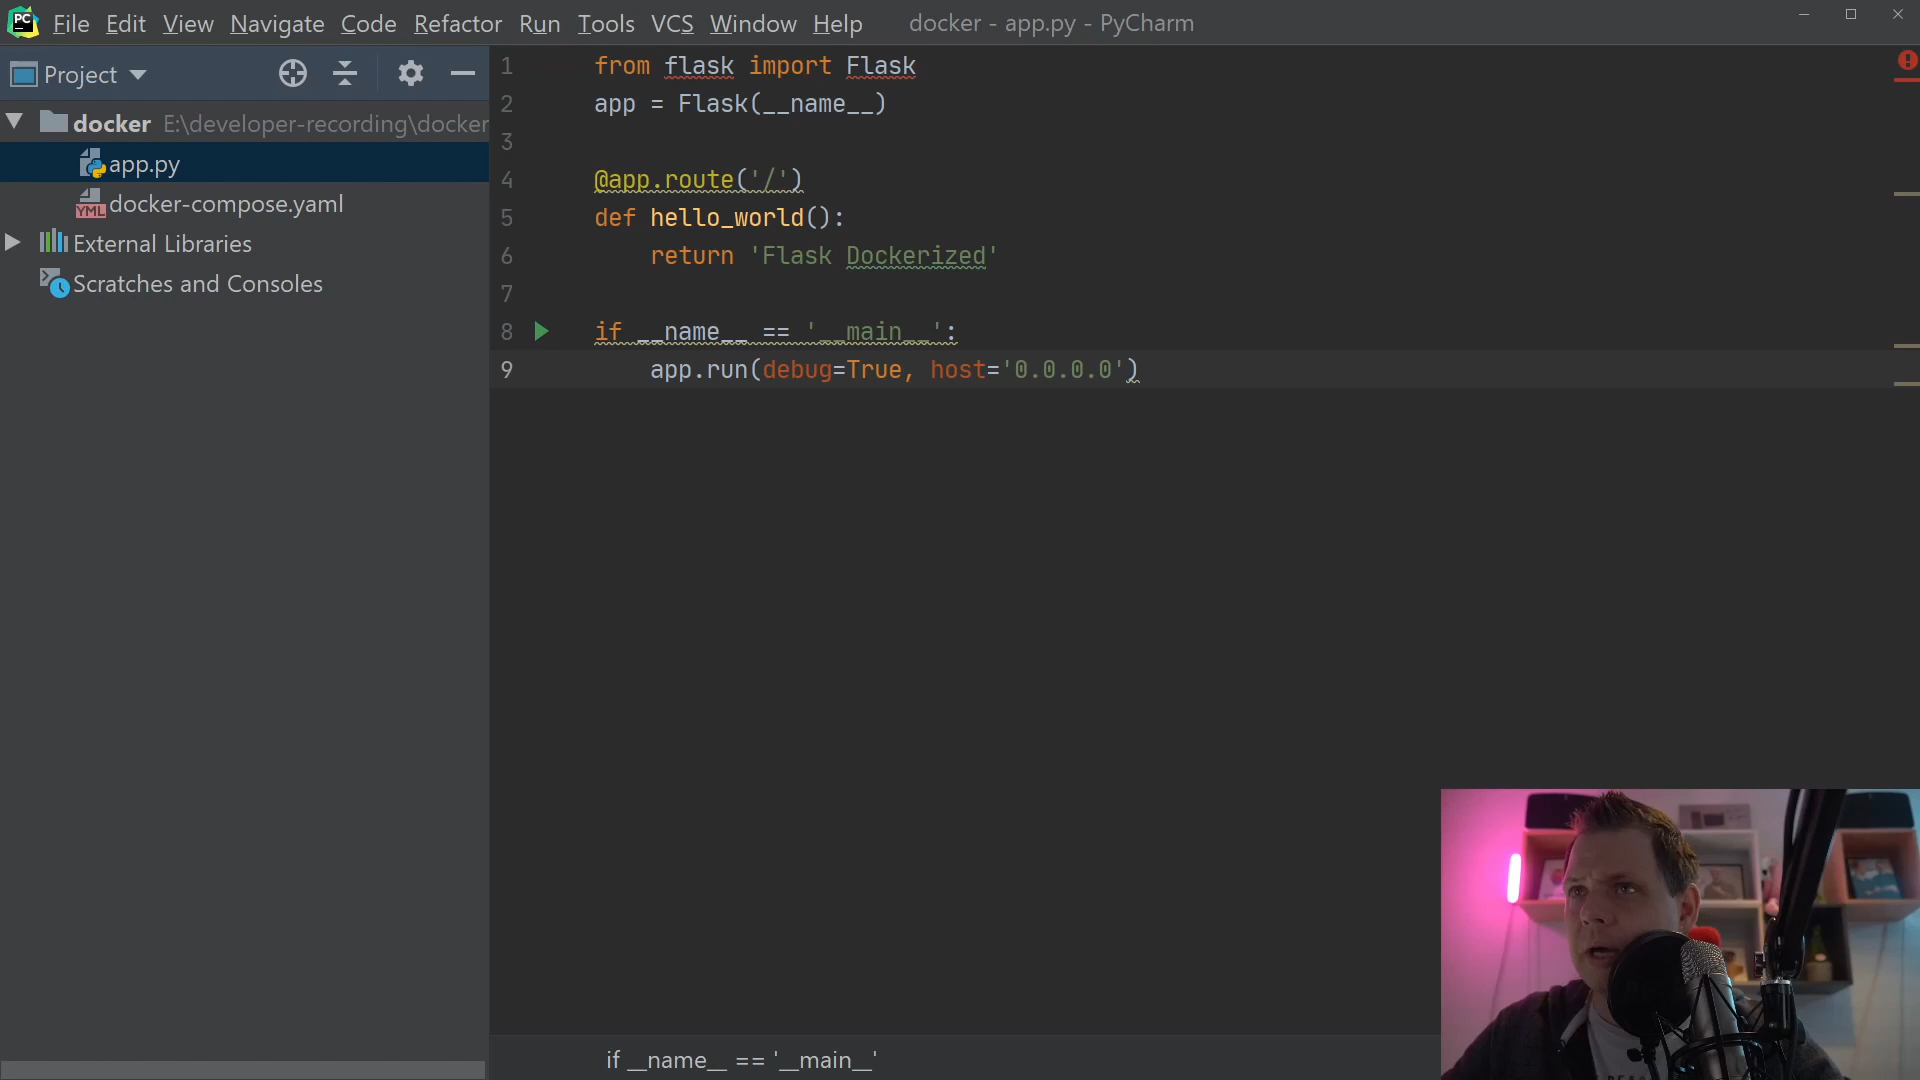 PC File Edit View Navigate Code Refactor Run Tools VCS Window Help docker - app.py - PyCharm
Project
docker E:\developer-recording\docker
app.py
YML docker-compose.yaml
External Libraries
Scratches and Consoles
1 from flask import Flask
2 app = Flask(__name__)
3
4 @app.route('/')
5 def hello_world():
6 return 'Flask Dockerized'
7
8 if __name__ == '__main__':
9 app.run(debug=True, host='0.0.0.0')
if __name__ == '__main__'